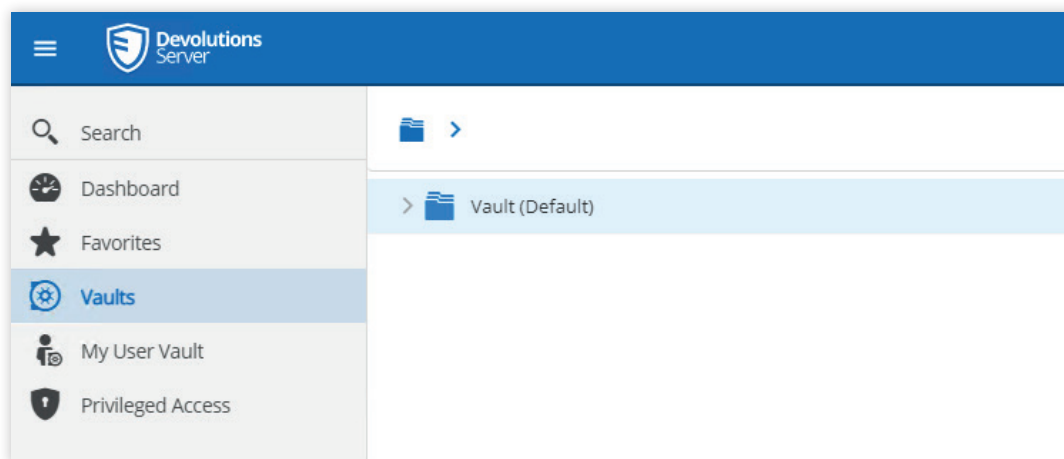 Devolutions
Server
Search
Dashboard
Favorites
Vaults
My User Vault
Privileged Access
Vault (Default)